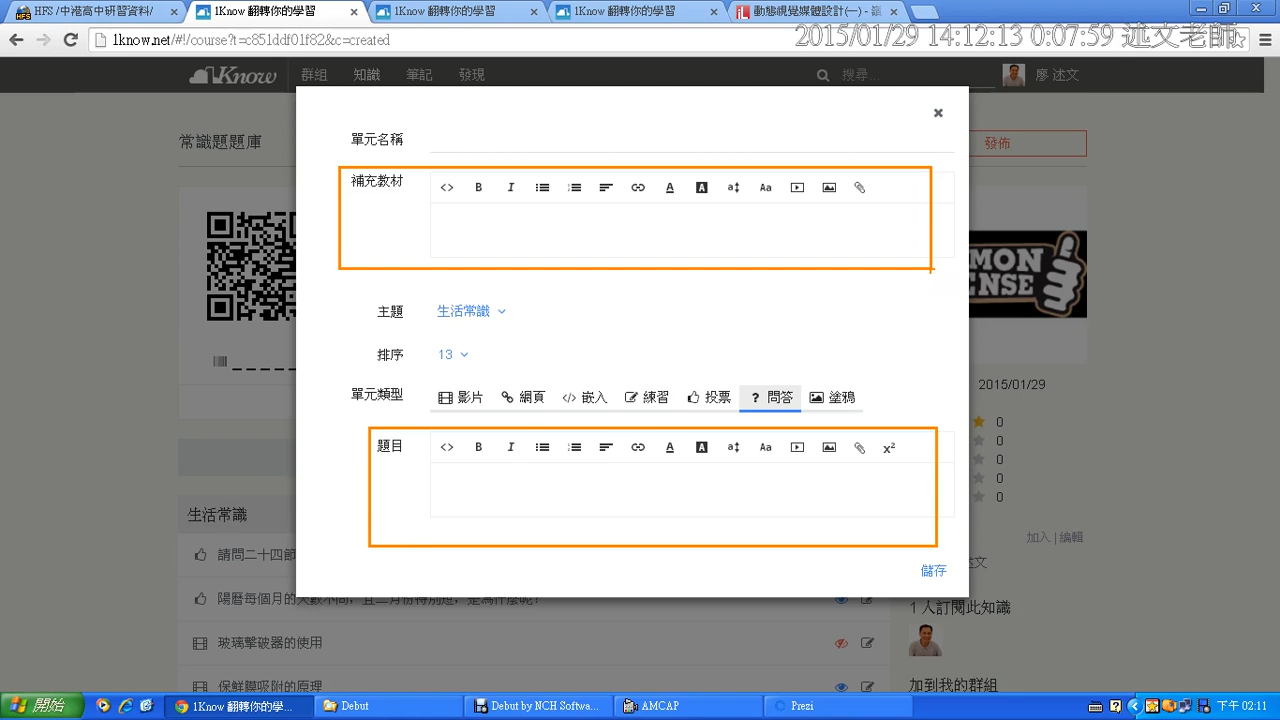 HFS /中港高中研習資料/
1Know 翻轉你的學習
1Know 翻轉你的學習
1Know 翻轉你的學習
動態視覺媒體設計(一) -
1know.net/#!/course?i=c851ddf01f82&c=created
2015/01/29 14:12:13 0:07:59 述文老師
1Know
群組
知識
筆記
發現
搜尋...
廖 述文
常識題題庫
發佈
單元名稱
補充教材
B
I
A
A
Aa
MON
ENSE
主題
生活常識
排序
13
2015/01/29
單元類型
影片
網頁
嵌入
練習
投票
? 問答
塗鴉
0
0
0
0
0
題目
B
I
A
A
Aa
x²
生活常識
加入 | 編輯
請問二十四節
述文
儲存
陽曆每個月的天數不同，且二月份特別短，是為什麼呢?
1 人訂閱此知識
玻璃擊破器的使用
保鮮膜吸附的原理
加到我的群組
開始
1Know 翻轉你的學...
Debut
Debut by NCH Softwa...
AMCAP
Prezi
下午 02:11